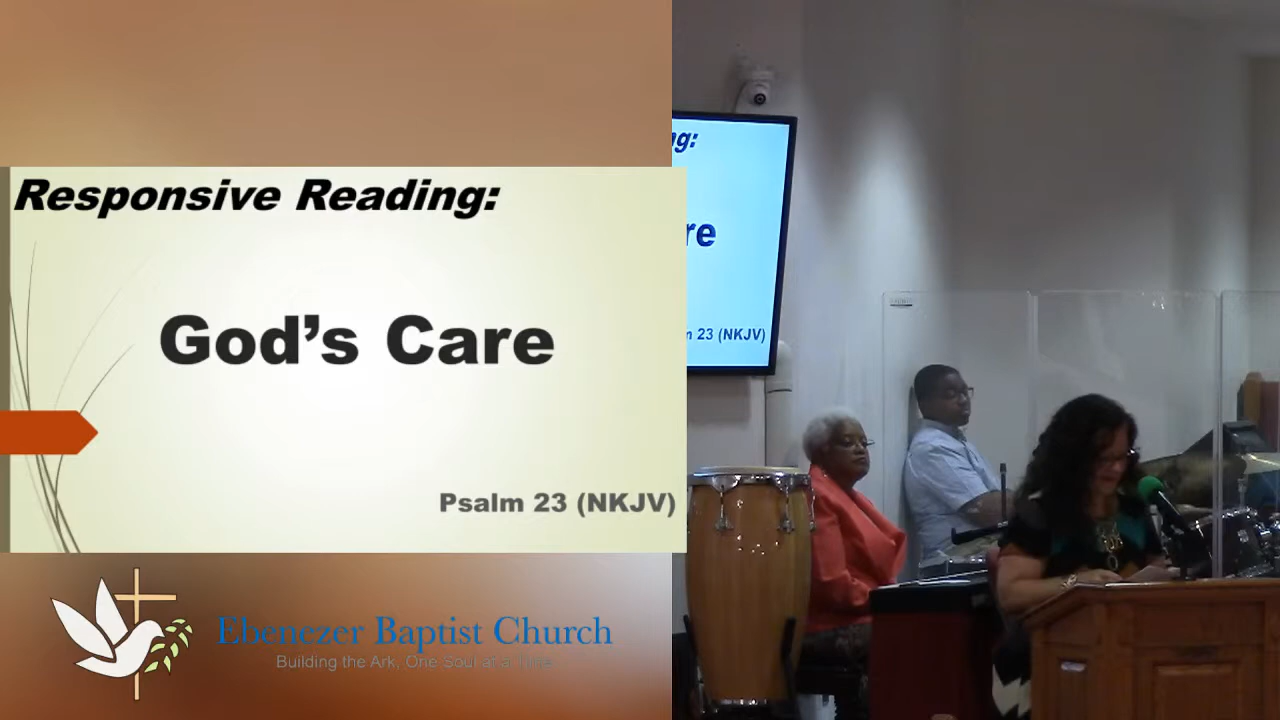 Responsive Reading:
God's Care
Psalm 23 (NKJV)
Ebenezer Baptist Church
Building the Ark, One Soul at a Time
ng:
re
m 23 (NKJV)